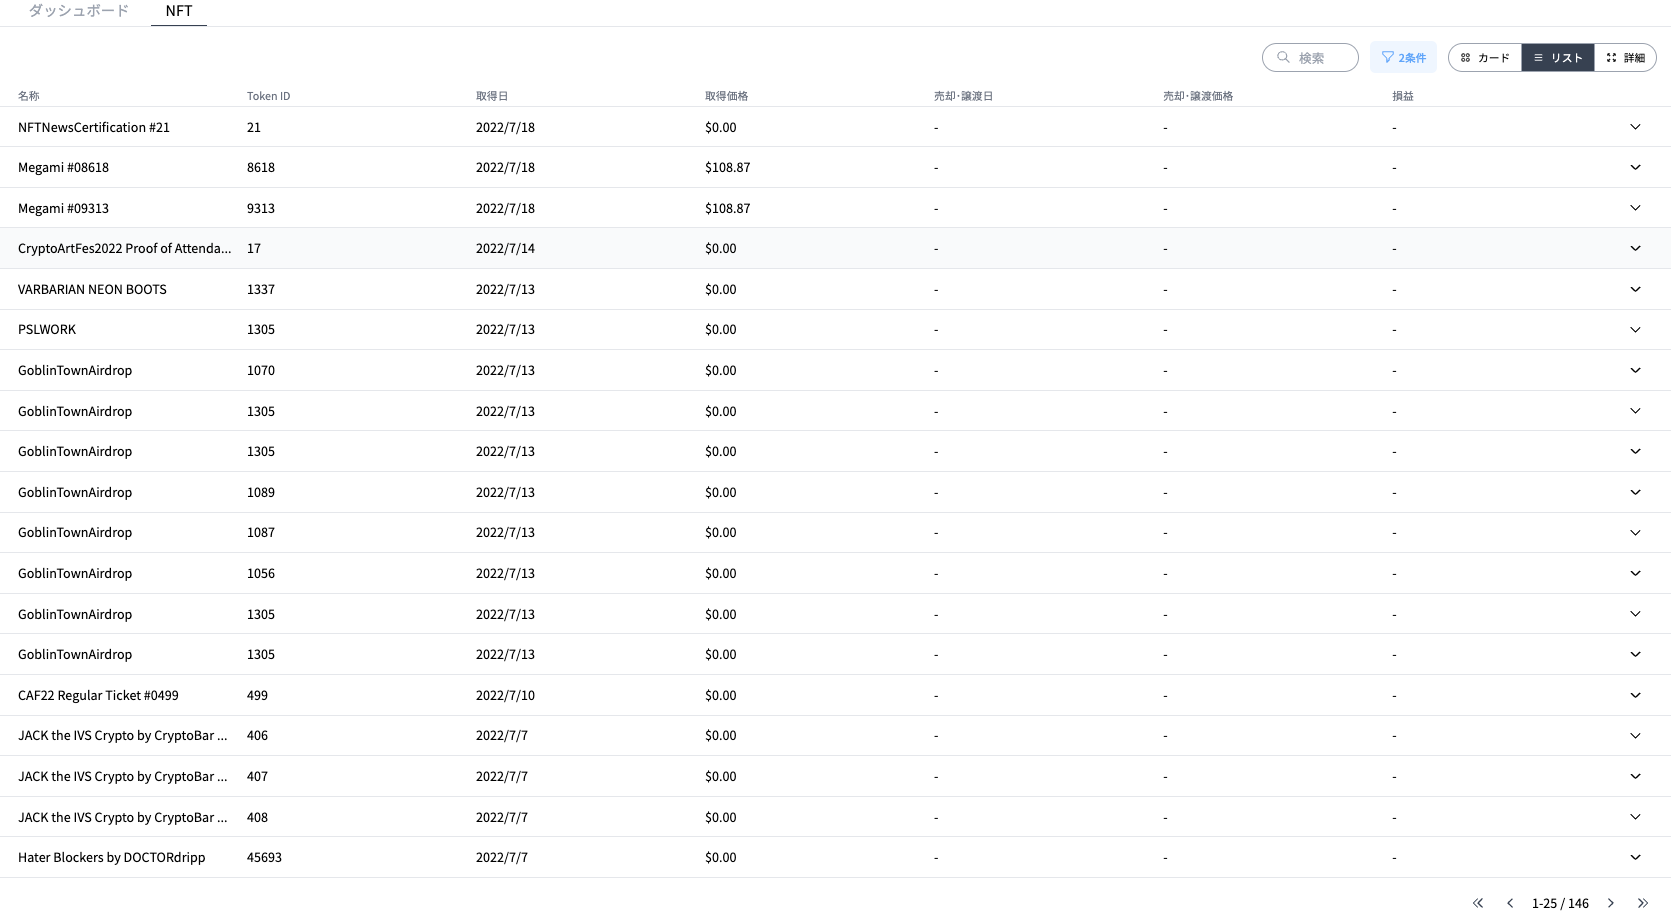 ダッシュボード NFT
検索 2条件 カード リスト 詳細
名称 Token ID 取得日 取得価格 売却･譲渡日 売却･譲渡価格 損益
NFTNewsCertification #21 21 2022/7/18 $0.00 - - -
Megami #08618 8618 2022/7/18 $108.87 - - -
Megami #09313 9313 2022/7/18 $108.87 - - -
CryptoArtFes2022 Proof of Attenda... 17 2022/7/14 $0.00 - - -
VARBARIAN NEON BOOTS 1337 2022/7/13 $0.00 - - -
PSLWORK 1305 2022/7/13 $0.00 - - -
GoblinTownAirdrop 1070 2022/7/13 $0.00 - - -
GoblinTownAirdrop 1305 2022/7/13 $0.00 - - -
GoblinTownAirdrop 1305 2022/7/13 $0.00 - - -
GoblinTownAirdrop 1089 2022/7/13 $0.00 - - -
GoblinTownAirdrop 1087 2022/7/13 $0.00 - - -
GoblinTownAirdrop 1056 2022/7/13 $0.00 - - -
GoblinTownAirdrop 1305 2022/7/13 $0.00 - - -
GoblinTownAirdrop 1305 2022/7/13 $0.00 - - -
CAF22 Regular Ticket #0499 499 2022/7/10 $0.00 - - -
JACK the IVS Crypto by CryptoBar ... 406 2022/7/7 $0.00 - - -
JACK the IVS Crypto by CryptoBar ... 407 2022/7/7 $0.00 - - -
JACK the IVS Crypto by CryptoBar ... 408 2022/7/7 $0.00 - - -
Hater Blockers by DOCTORdripp 45693 2022/7/7 $0.00 - - -
1-25 / 146